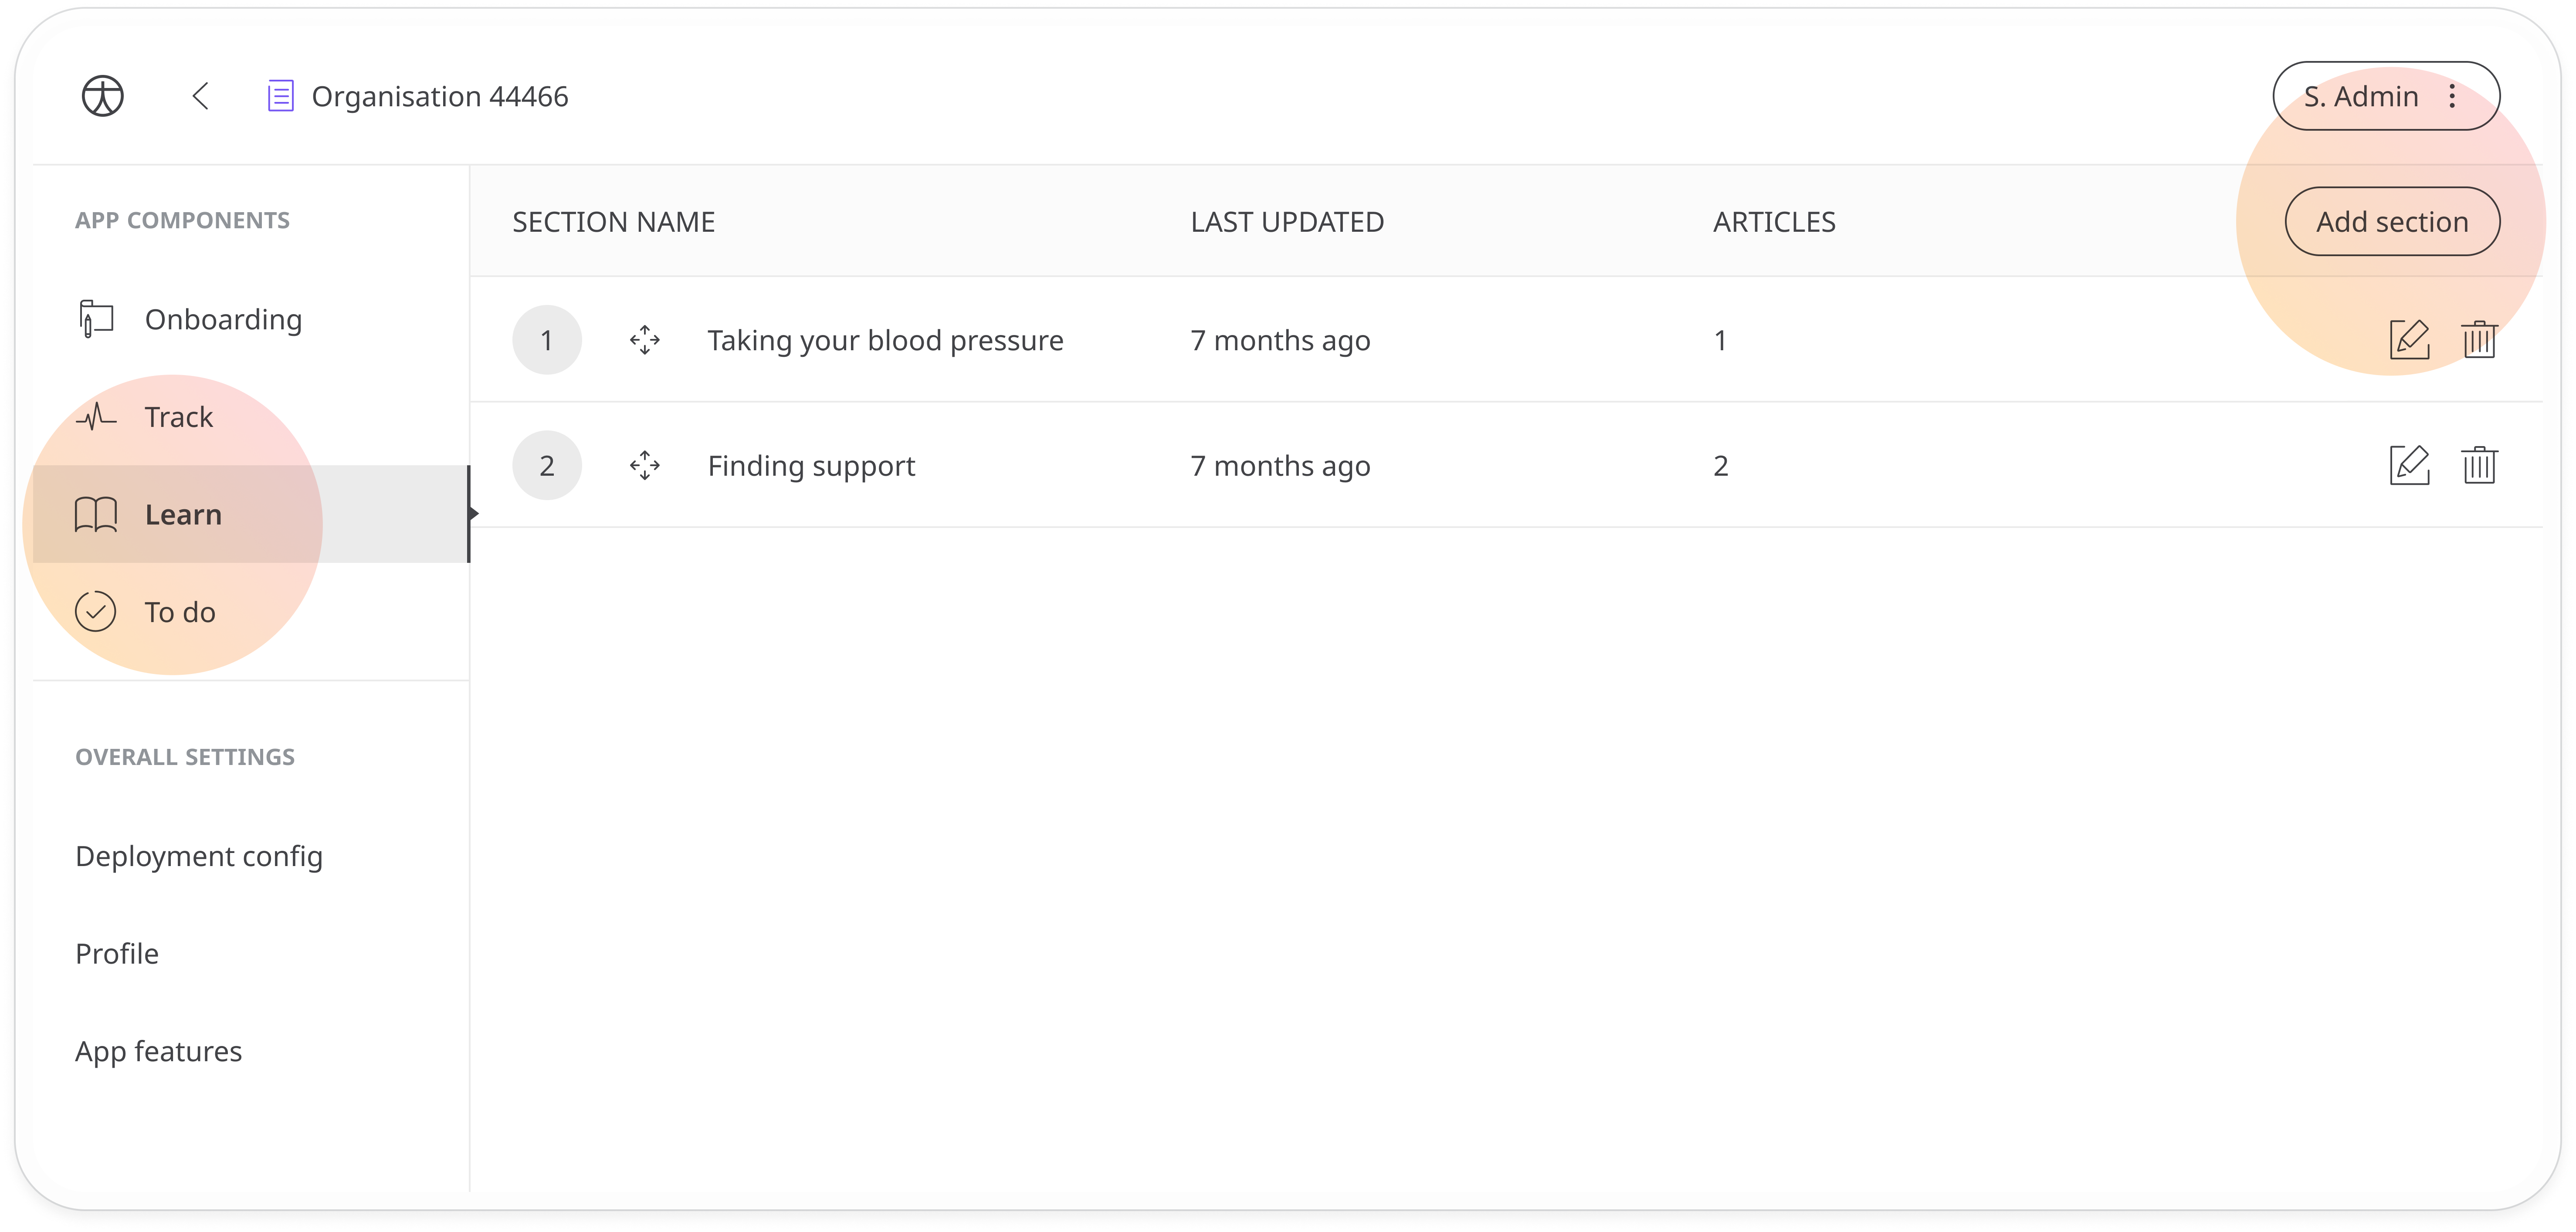 Organisation 44466
S. Admin
APP COMPONENTS
Onboarding
Track
Learn
To do
OVERALL SETTINGS
Deployment config
Profile
App features
SECTION NAME LAST UPDATED ARTICLES Add section
1 Taking your blood pressure 7 months ago 1
2 Finding support 7 months ago 2